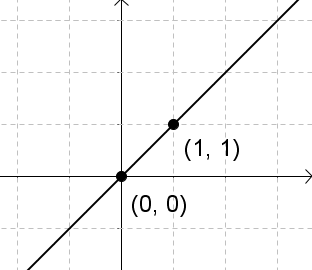 (1, 1)
(0, 0)